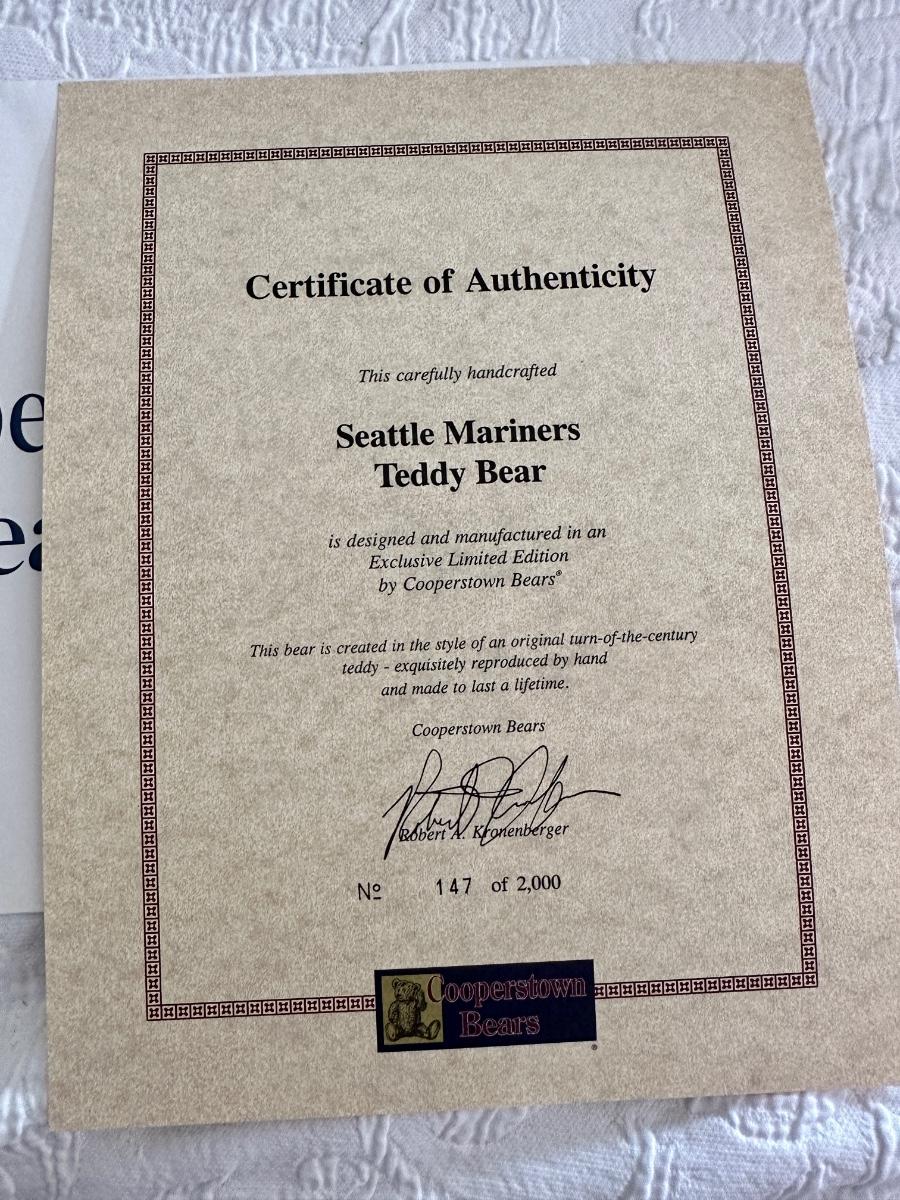 Certificate of Authenticity
This carefully handcrafted
Seattle Mariners
Teddy Bear
is designed and manufactured in an
Exclusive Limited Edition
by Cooperstown Bears®
This bear is created in the style of an original turn-of-the-century
teddy - exquisitely reproduced by hand
and made to last a lifetime.
Cooperstown Bears
Robert A. Kronenberger
Nº 147 of 2,000
Cooperstown
Bears